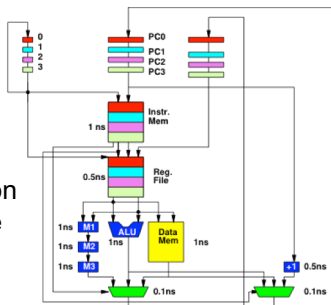 0
1
2
3
PC0
PC1
PC2
PC3
Instr.
Mem
1 ns
0.5ns
Reg.
File
on
e
1ns M1
ALU
1ns
Data
Mem
1ns
1ns M2
1ns M3
+1 0.5ns
0.1ns
0.1ns